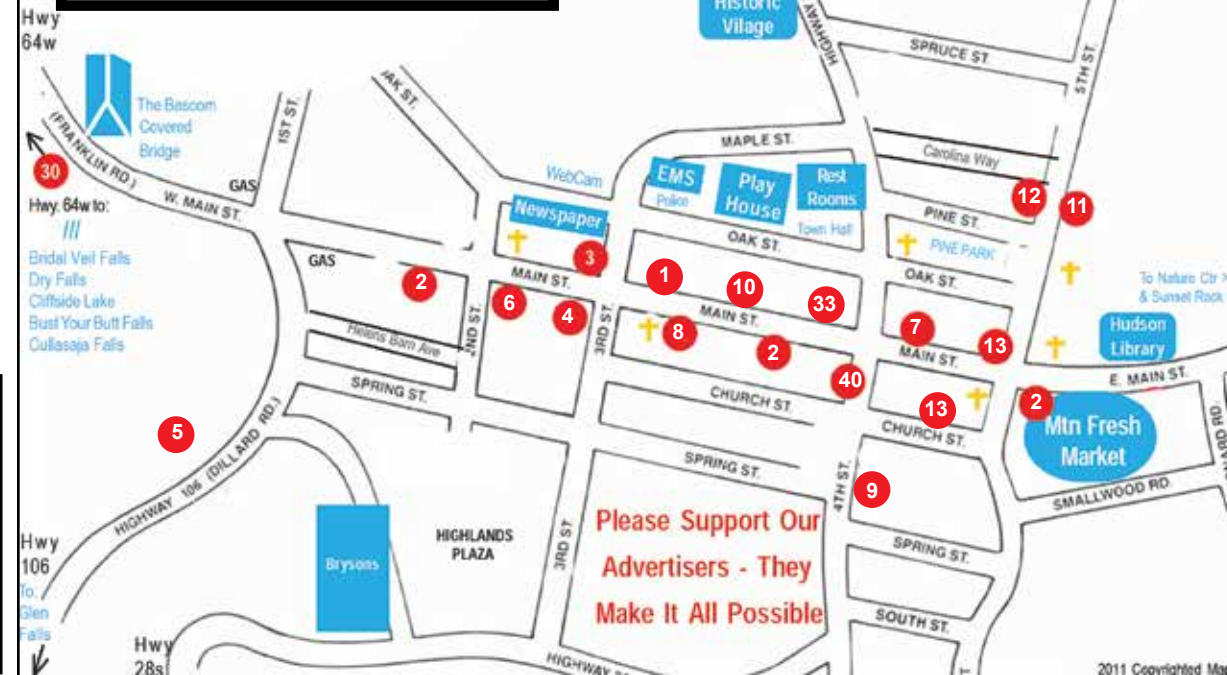 Hwy
64w
Historic
Vilage
HIGHWAY
SPRUCE ST.
5TH ST.
The Bascom
Covered
Bridge
1ST ST.
MAPLE ST.
Carolina Way
(FRANKLIN RD.)
30
GAS
W. MAIN ST.
WebCam
EMS
Police
Play
House
Rest
Rooms
Town Hall
12
11
PINE ST.
PINE PARK
Hwy. 64w to:
///
Bridal Veil Falls
Dry Falls
Cliffside Lake
Bust Your Butt Falls
Cullasaja Falls
Newspaper
OAK ST.
OAK ST.
To Nature Ctr
& Sunset Rock
GAS
2
MAIN ST.
3
1
10
33
6
4
3RD ST.
2ND ST.
Helens Barn Ave
8
MAIN ST.
2
40
7
MAIN ST.
13
Hudson
Library
E. MAIN ST.
SPRING ST.
CHURCH ST.
13
CHURCH ST.
2
Mtn Fresh
Market
5
HIGHWAY 106 (DILLARD RD.)
SPRING ST.
4TH ST.
9
SMALLWOOD RD.
HIGHLANDS
PLAZA
3RD ST
Please Support Our
Advertisers - They
Make It All Possible
SPRING ST.
Brysons
Hwy
106
To:
Glen
Falls
SOUTH ST.
Hwy
28s
2011 Copyrighted Map